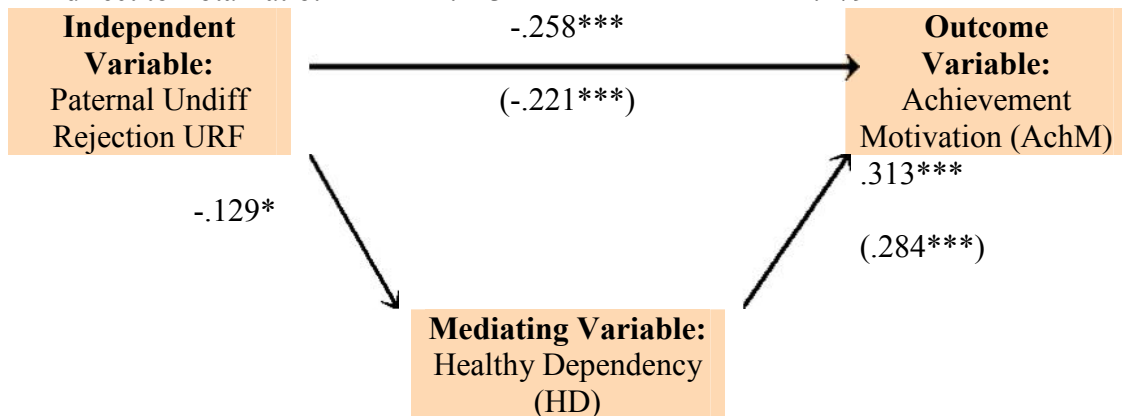 Independent
Variable:
Paternal Undiff
Rejection URF
-.258***
(-.221***)
Outcome
Variable:
Achievement
Motivation (AchM)
.313***
(.284***)
-.129*
Mediating Variable:
Healthy Dependency
(HD)